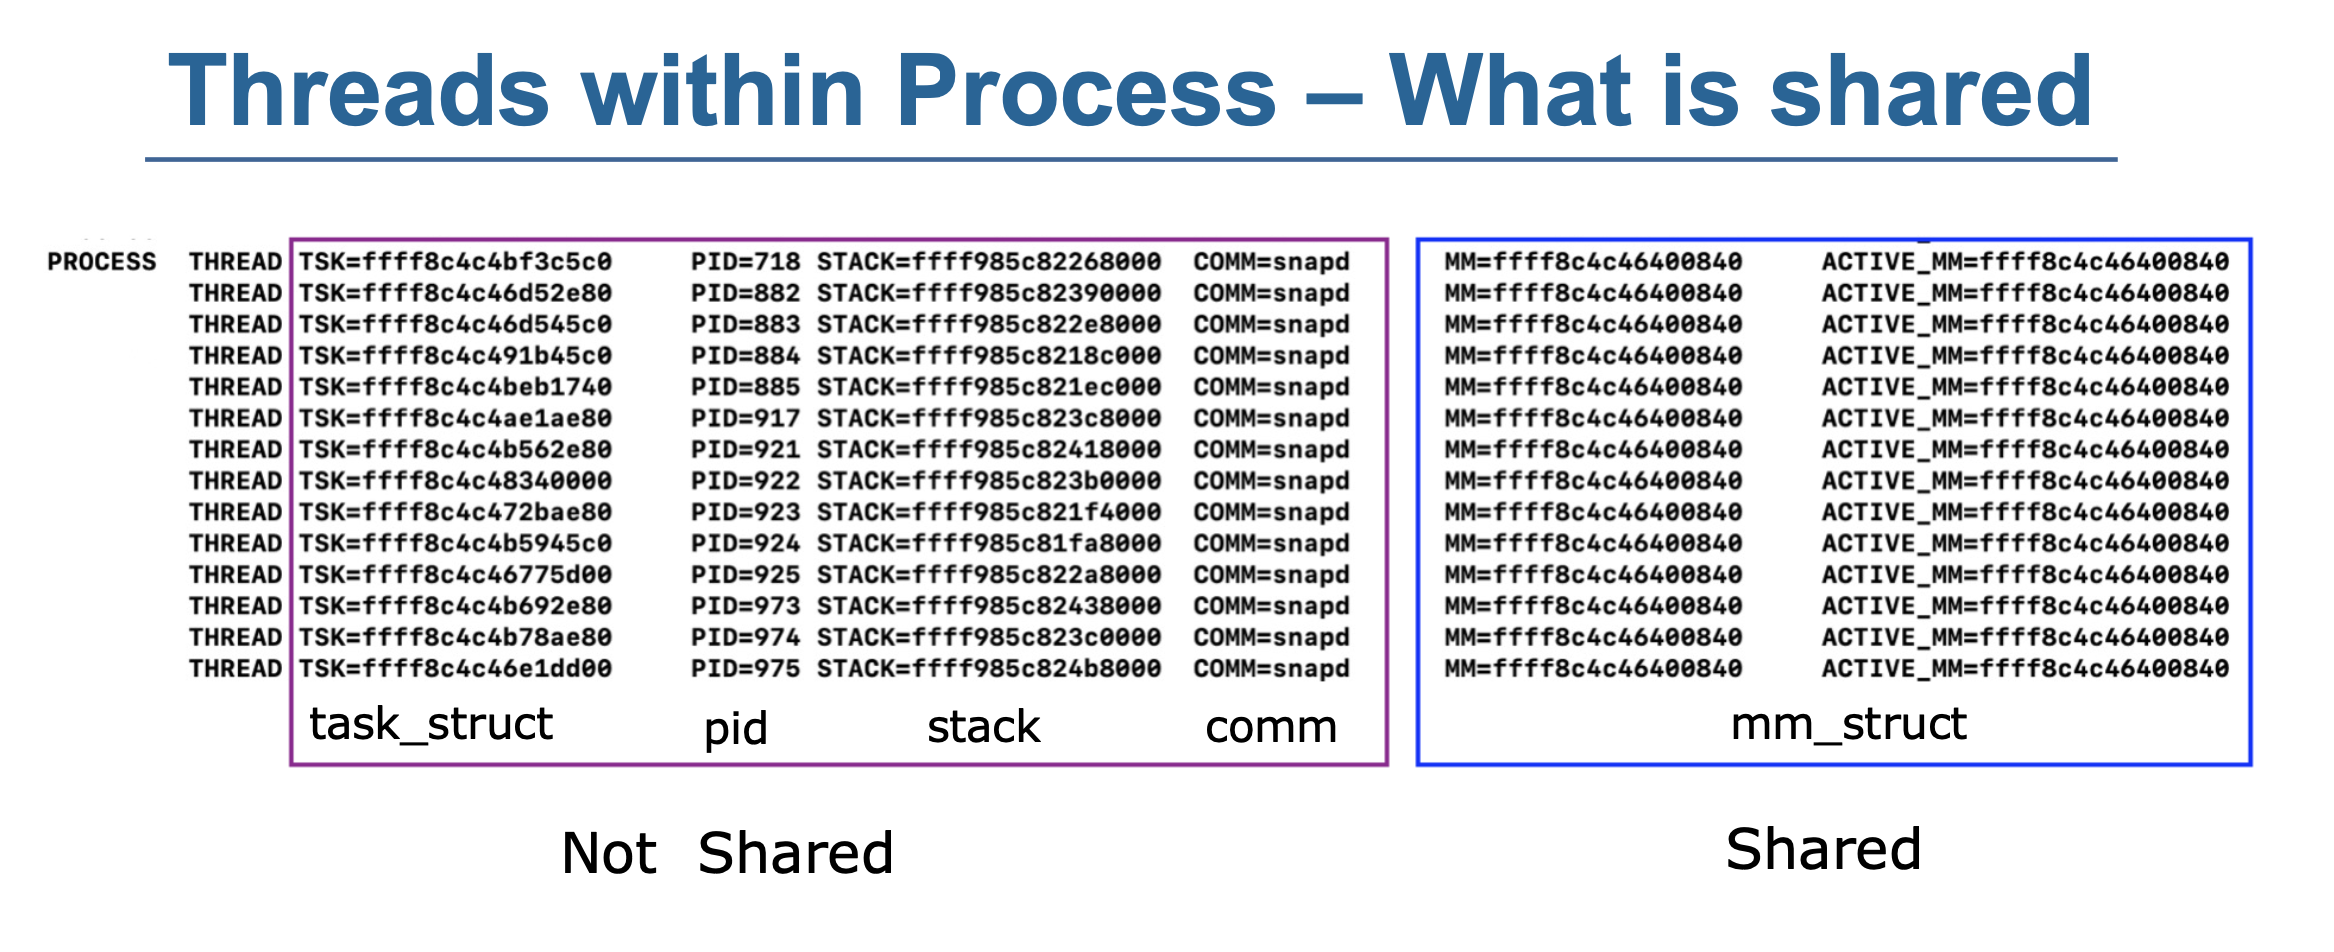 Threads within Process – What is shared
PROCESS THREAD TSK=ffff8c4c4bf3c5c0 PID=718 STACK=ffff985c82268000 COMM=snapd MM=ffff8c4c46400840 ACTIVE_MM=ffff8c4c46400840
THREAD TSK=ffff8c4c46d52e80 PID=882 STACK=ffff985c82390000 COMM=snapd MM=ffff8c4c46400840 ACTIVE_MM=ffff8c4c46400840
THREAD TSK=ffff8c4c46d545c0 PID=883 STACK=ffff985c822e8000 COMM=snapd MM=ffff8c4c46400840 ACTIVE_MM=ffff8c4c46400840
THREAD TSK=ffff8c4c491b45c0 PID=884 STACK=ffff985c8218c000 COMM=snapd MM=ffff8c4c46400840 ACTIVE_MM=ffff8c4c46400840
THREAD TSK=ffff8c4c4beb1740 PID=885 STACK=ffff985c821ec000 COMM=snapd MM=ffff8c4c46400840 ACTIVE_MM=ffff8c4c46400840
THREAD TSK=ffff8c4c4ae1ae80 PID=917 STACK=ffff985c823c8000 COMM=snapd MM=ffff8c4c46400840 ACTIVE_MM=ffff8c4c46400840
THREAD TSK=ffff8c4c4b562e80 PID=921 STACK=ffff985c82418000 COMM=snapd MM=ffff8c4c46400840 ACTIVE_MM=ffff8c4c46400840
THREAD TSK=ffff8c4c48340000 PID=922 STACK=ffff985c823b0000 COMM=snapd MM=ffff8c4c46400840 ACTIVE_MM=ffff8c4c46400840
THREAD TSK=ffff8c4c472bae80 PID=923 STACK=ffff985c821f4000 COMM=snapd MM=ffff8c4c46400840 ACTIVE_MM=ffff8c4c46400840
THREAD TSK=ffff8c4c4b5945c0 PID=924 STACK=ffff985c81fa8000 COMM=snapd MM=ffff8c4c46400840 ACTIVE_MM=ffff8c4c46400840
THREAD TSK=ffff8c4c46775d00 PID=925 STACK=ffff985c822a8000 COMM=snapd MM=ffff8c4c46400840 ACTIVE_MM=ffff8c4c46400840
THREAD TSK=ffff8c4c4b692e80 PID=973 STACK=ffff985c82438000 COMM=snapd MM=ffff8c4c46400840 ACTIVE_MM=ffff8c4c46400840
THREAD TSK=ffff8c4c4b78ae80 PID=974 STACK=ffff985c823c0000 COMM=snapd MM=ffff8c4c46400840 ACTIVE_MM=ffff8c4c46400840
THREAD TSK=ffff8c4c46e1dd00 PID=975 STACK=ffff985c824b8000 COMM=snapd MM=ffff8c4c46400840 ACTIVE_MM=ffff8c4c46400840
task_struct pid stack comm mm_struct
Not Shared Shared